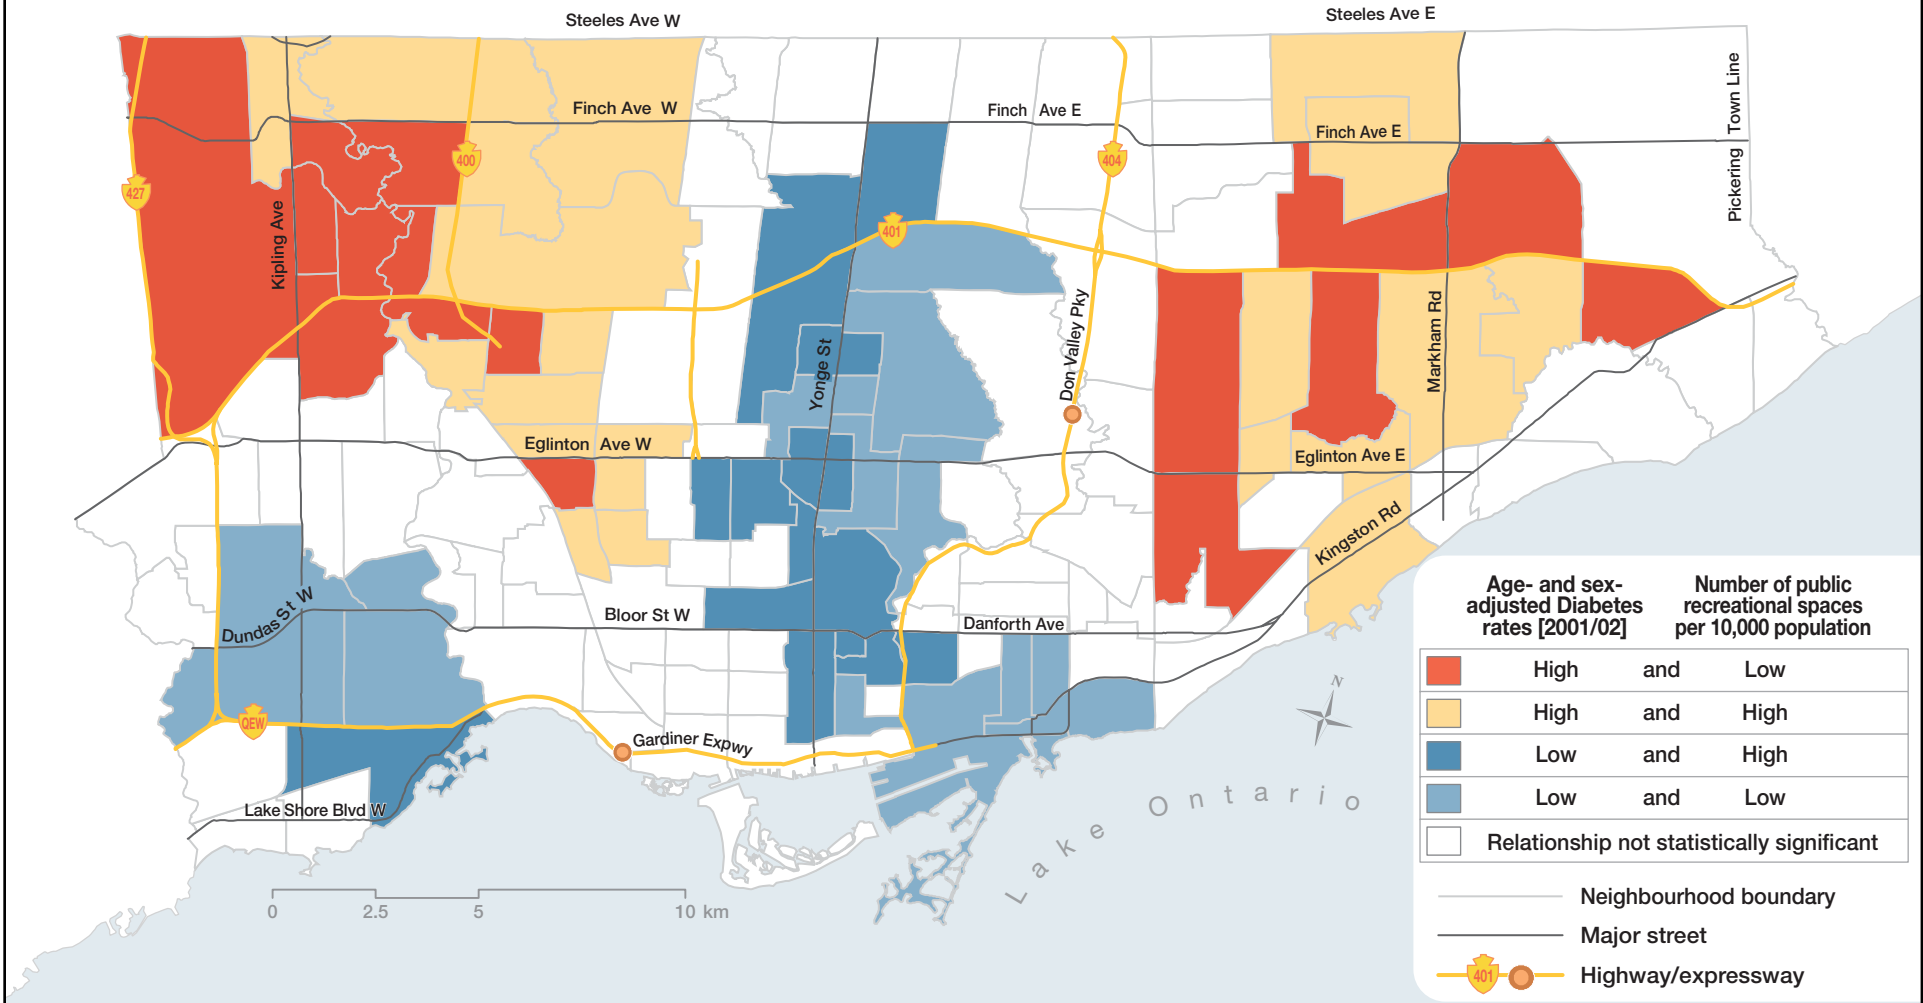 Steeles Ave W
Steeles Ave E
Finch Ave W
Finch Ave E
Finch Ave E
Pickering Town Line
400
404
427
401
Kipling Ave
Yonge St
Don Valley Pky
Markham Rd
Eglinton Ave W
Eglinton Ave E
Kingston Rd
Dundas St W
Bloor St W
Danforth Ave
QEW
Gardiner Expwy
Lake Shore Blvd W
Lake Ontario
N
0 2.5 5 10 km
Age- and sex-
adjusted Diabetes
rates [2001/02]
Number of public
recreational spaces
per 10,000 population
High and Low
High and High
Low and High
Low and Low
Relationship not statistically significant
Neighbourhood boundary
Major street
401 Highway/expressway